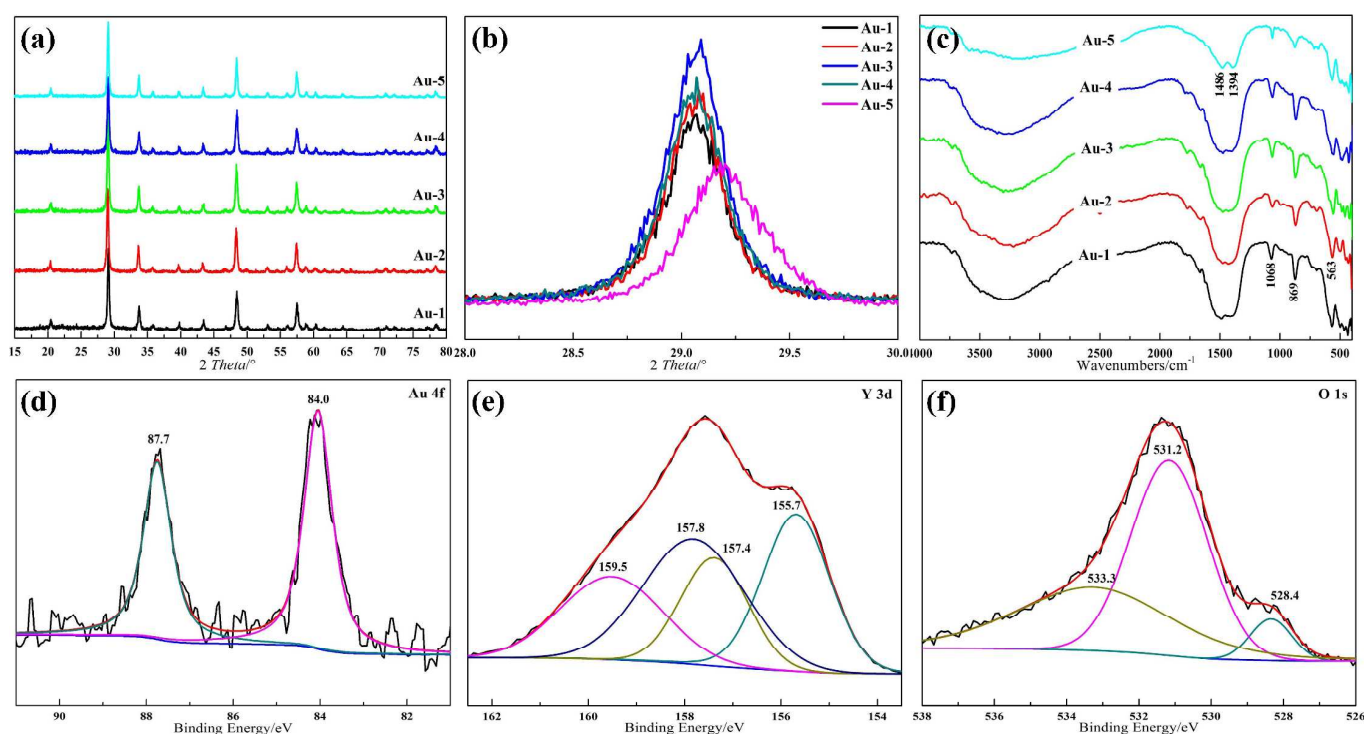 (a)
Au-5
Au-4
Au-3
Au-2
Au-1
15 20 25 30 35 40 45 50 55 60 65 70 75 80
2 Theta/°
(b)
Au-1
Au-2
Au-3
Au-4
Au-5
28.0 28.5 29.0 29.5 30.0
2 Theta/°
(c)
Au-5
1486
1394
Au-4
Au-3
Au-2
Au-1
1068
869
563
4000 3500 3000 2500 2000 1500 1000 500
Wavenumbers/cm-1
(d)
Au 4f
84.0
87.7
90 88 86 84 82
Binding Energy/eV
(e)
Y 3d
155.7
157.8
157.4
159.5
162 160 158 156 154
Binding Energy/eV
(f)
O 1s
531.2
533.3
528.4
538 536 534 532 530 528 526
Binding Energy/eV